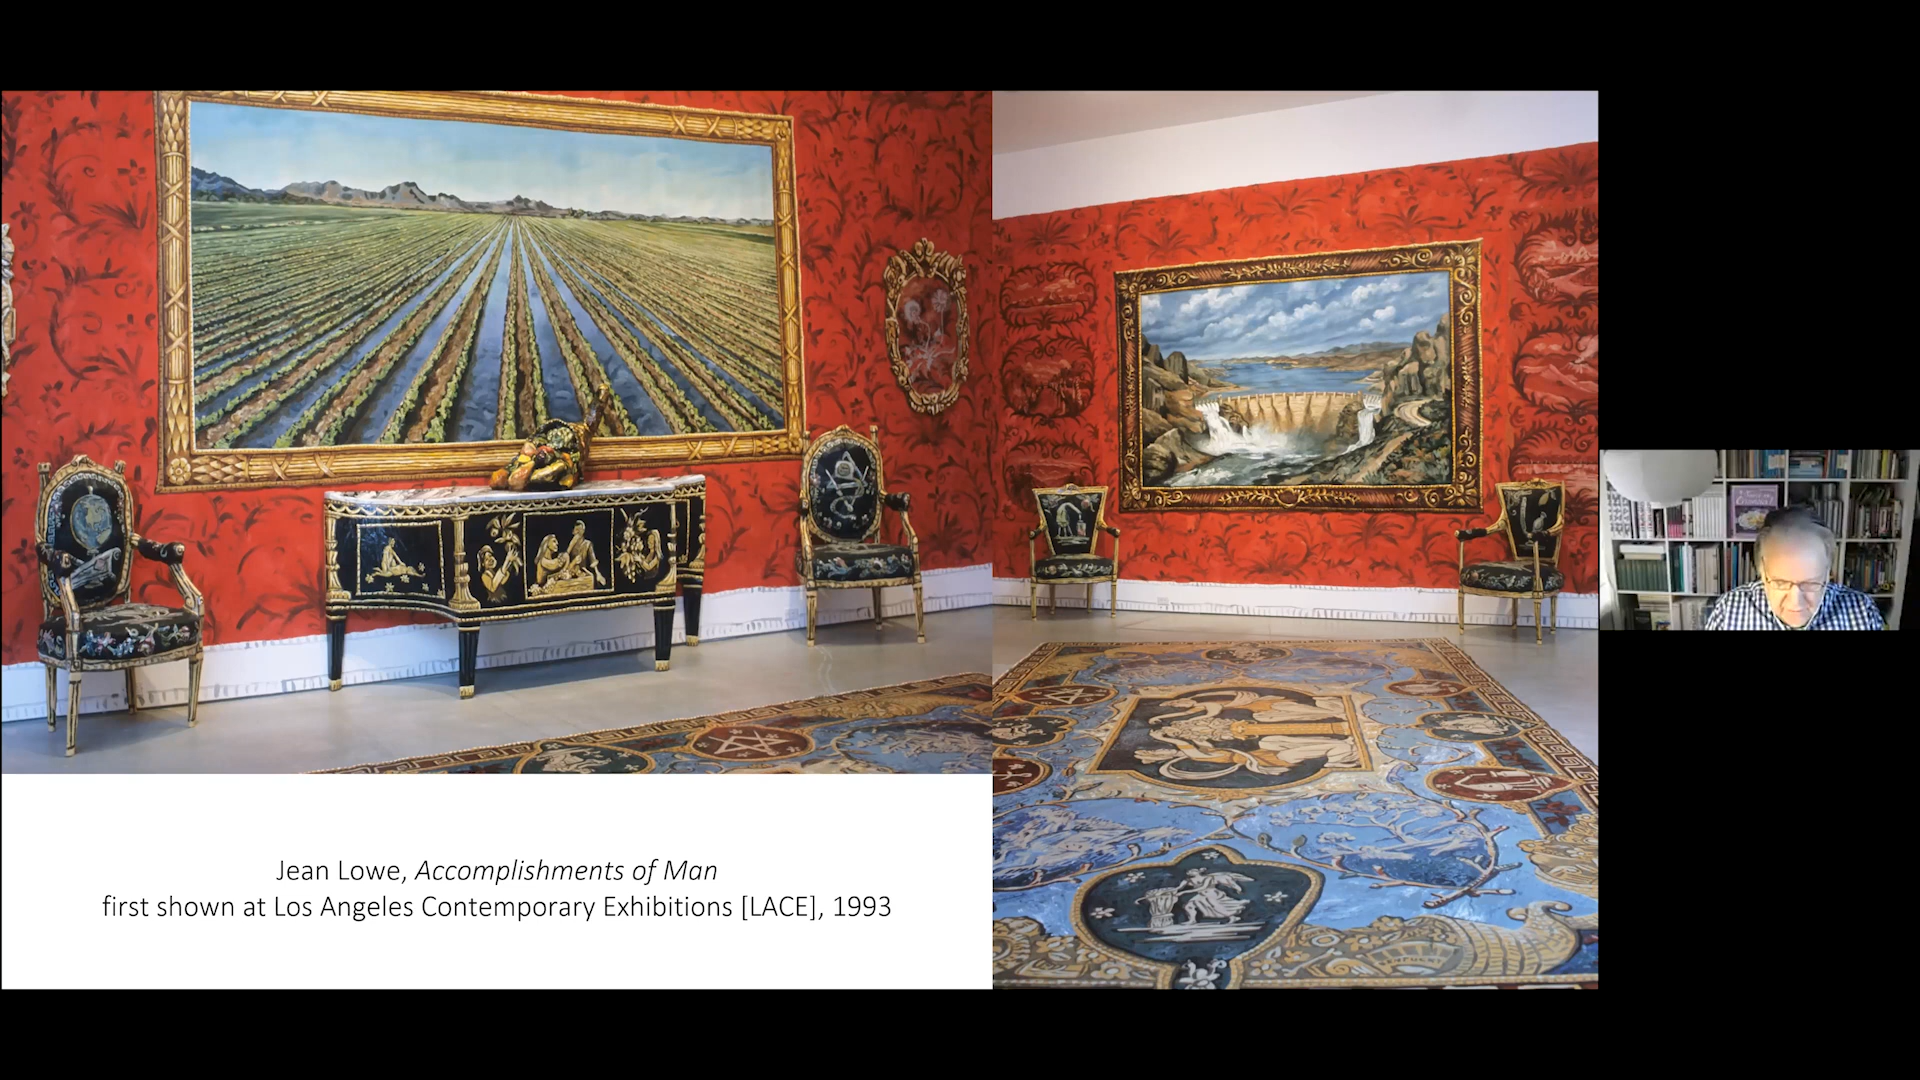 Jean Lowe, Accomplishments of Man
first shown at Los Angeles Contemporary Exhibitions [LACE], 1993